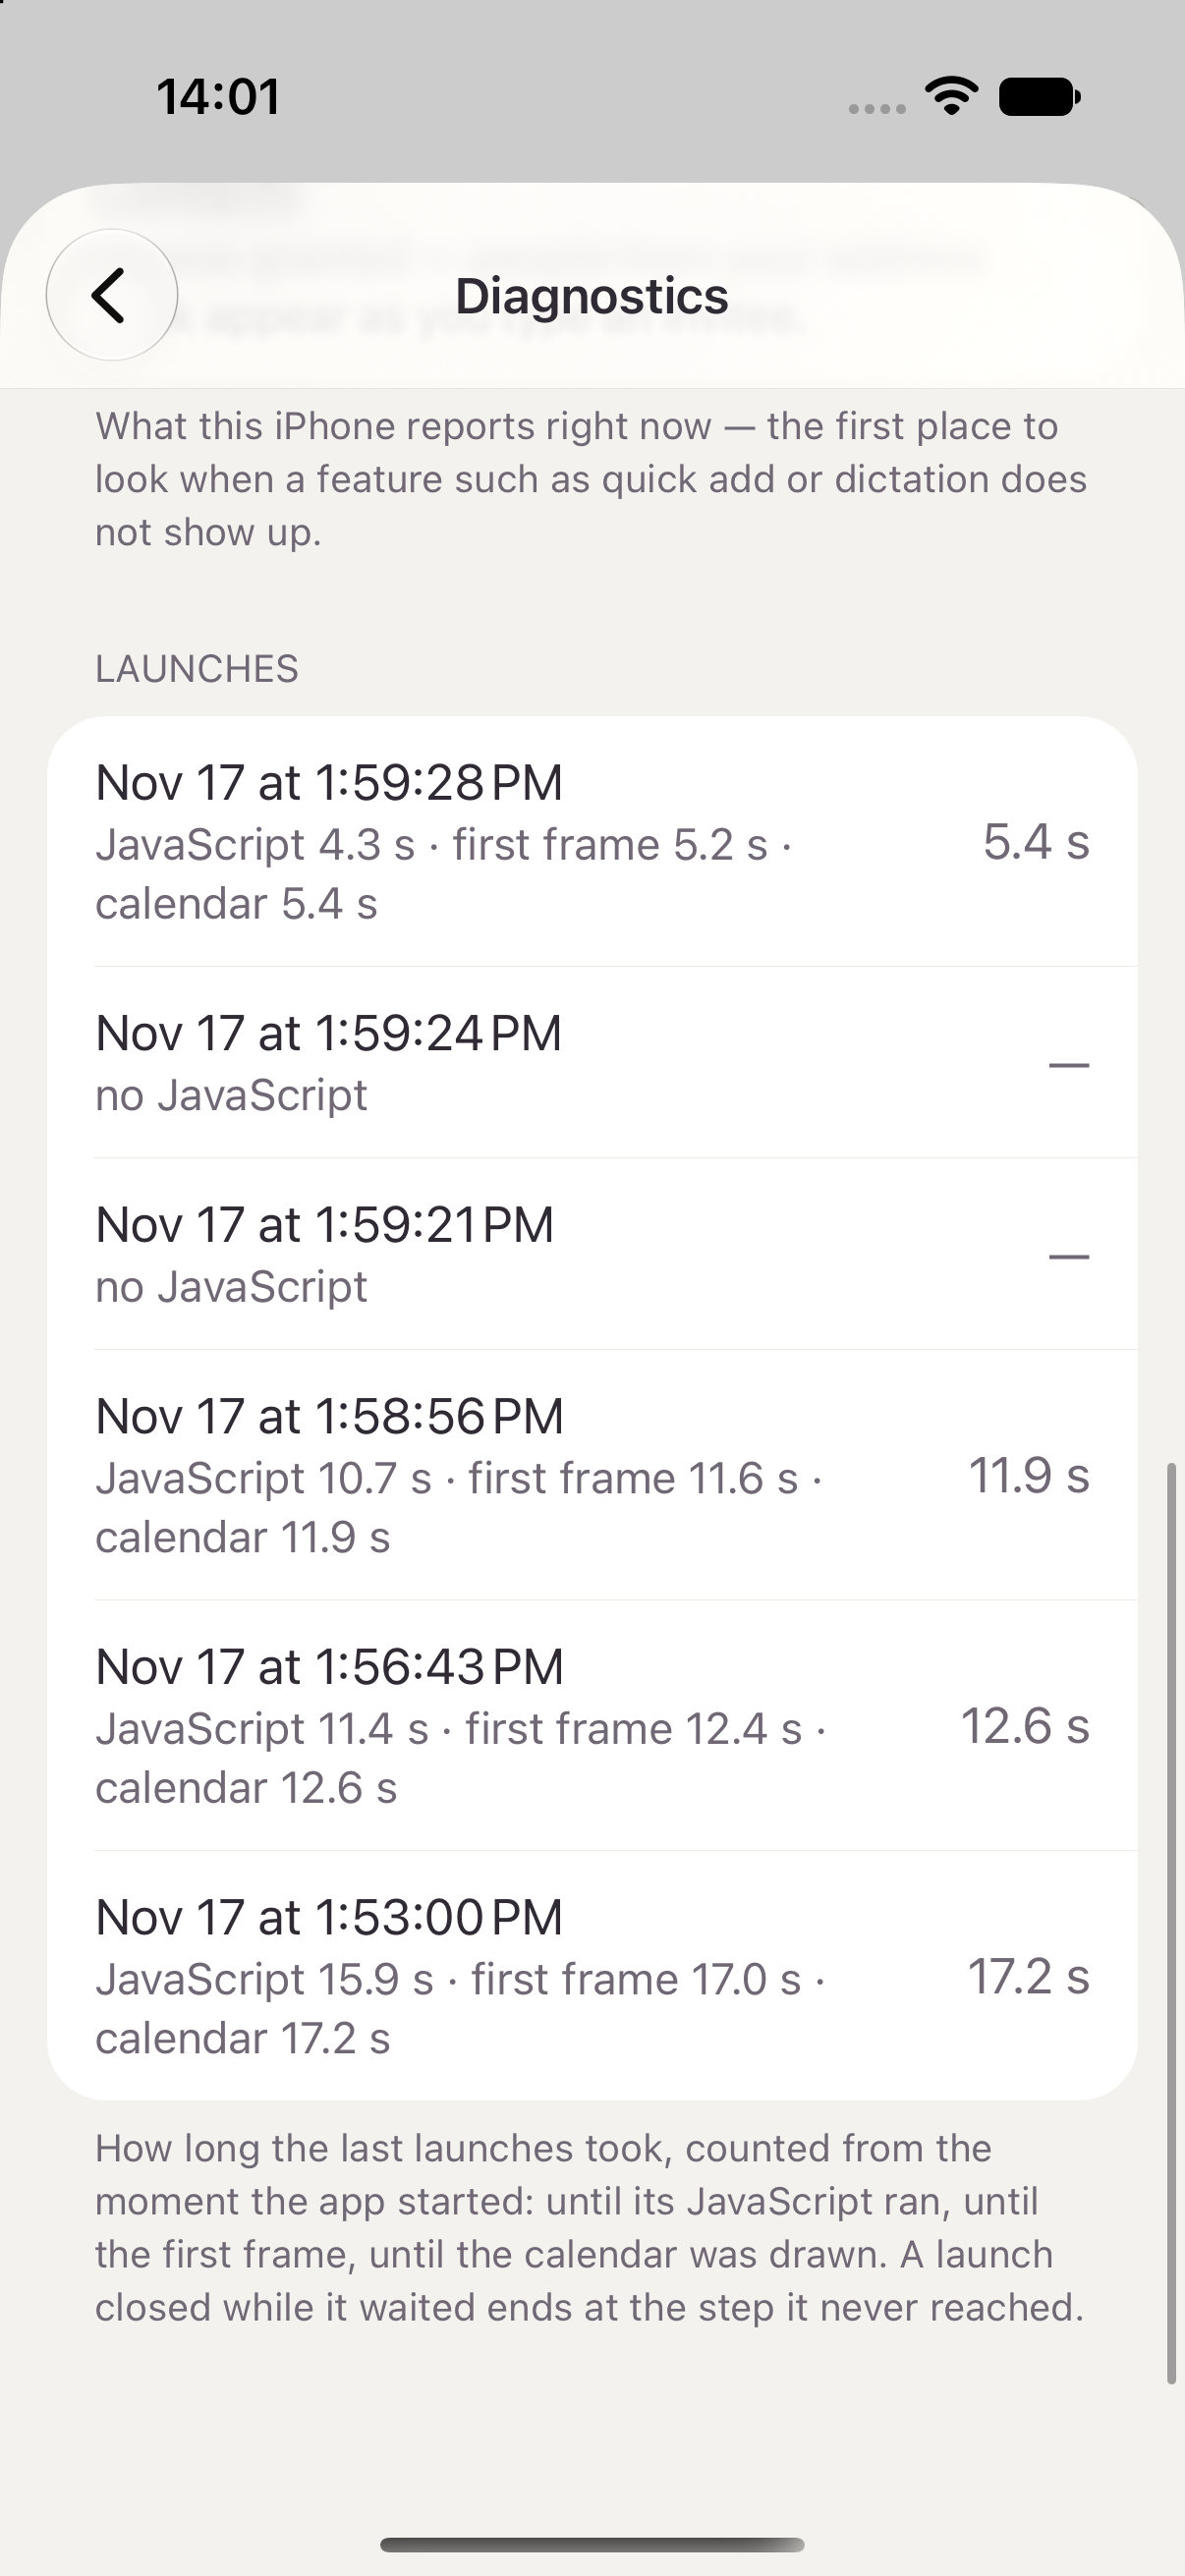 14:01
Diagnostics
appear as you type an invitee.
What this iPhone reports right now — the first place to
look when a feature such as quick add or dictation does
not show up.
LAUNCHES
Nov 17 at 1:59:28 PM
JavaScript 4.3 s · first frame 5.2 s ·
calendar 5.4 s
5.4 s
Nov 17 at 1:59:24 PM
no JavaScript
—
Nov 17 at 1:59:21 PM
no JavaScript
—
Nov 17 at 1:58:56 PM
JavaScript 10.7 s · first frame 11.6 s ·
calendar 11.9 s
11.9 s
Nov 17 at 1:56:43 PM
JavaScript 11.4 s · first frame 12.4 s ·
calendar 12.6 s
12.6 s
Nov 17 at 1:53:00 PM
JavaScript 15.9 s · first frame 17.0 s ·
calendar 17.2 s
17.2 s
How long the last launches took, counted from the
moment the app started: until its JavaScript ran, until
the first frame, until the calendar was drawn. A launch
closed while it waited ends at the step it never reached.